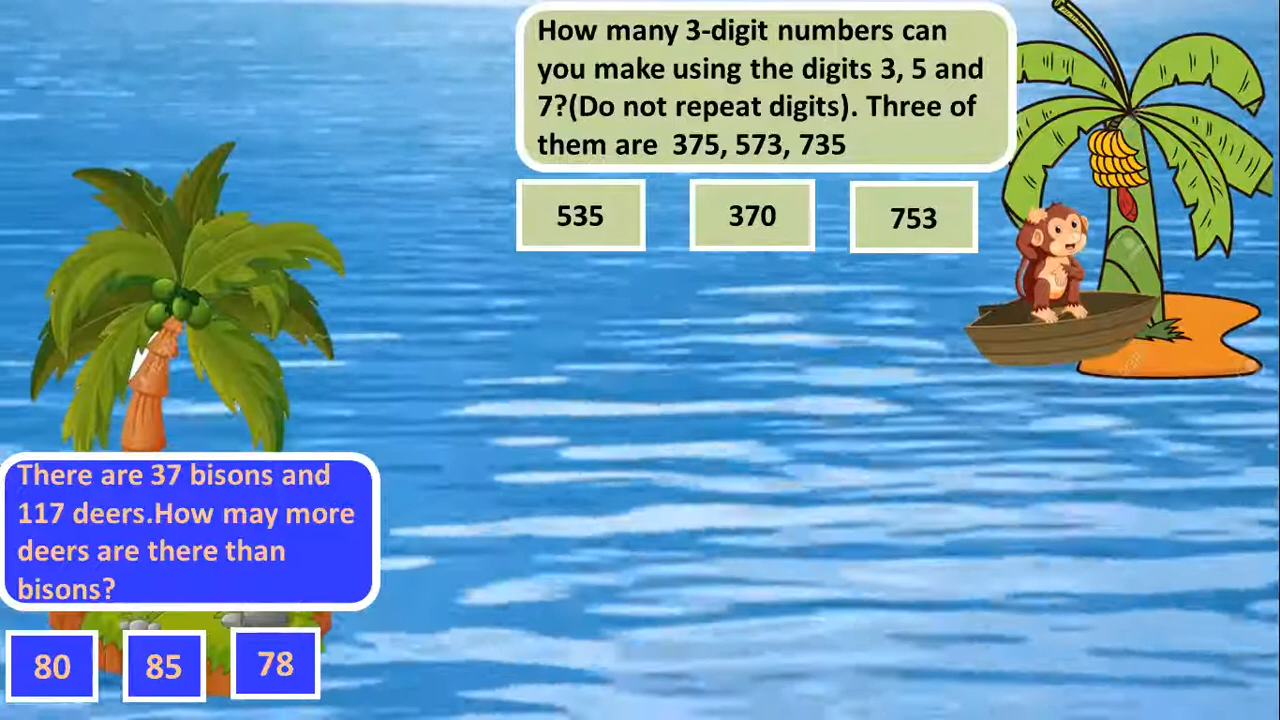 How many 3-digit numbers can
you make using the digits 3, 5 and
7?(Do not repeat digits). Three of
them are 375, 573, 735
535 370 753
There are 37 bisons and
117 deers.How may more
deers are there than
bisons?
80 85 78